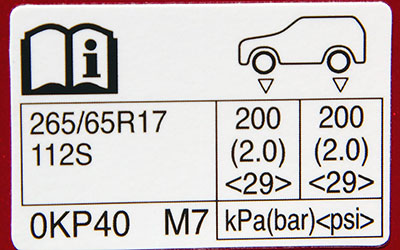 i
265/65R17
112S
200
(2.0)
<29>
200
(2.0)
<29>
0KP40 M7
kPa(bar)<psi>